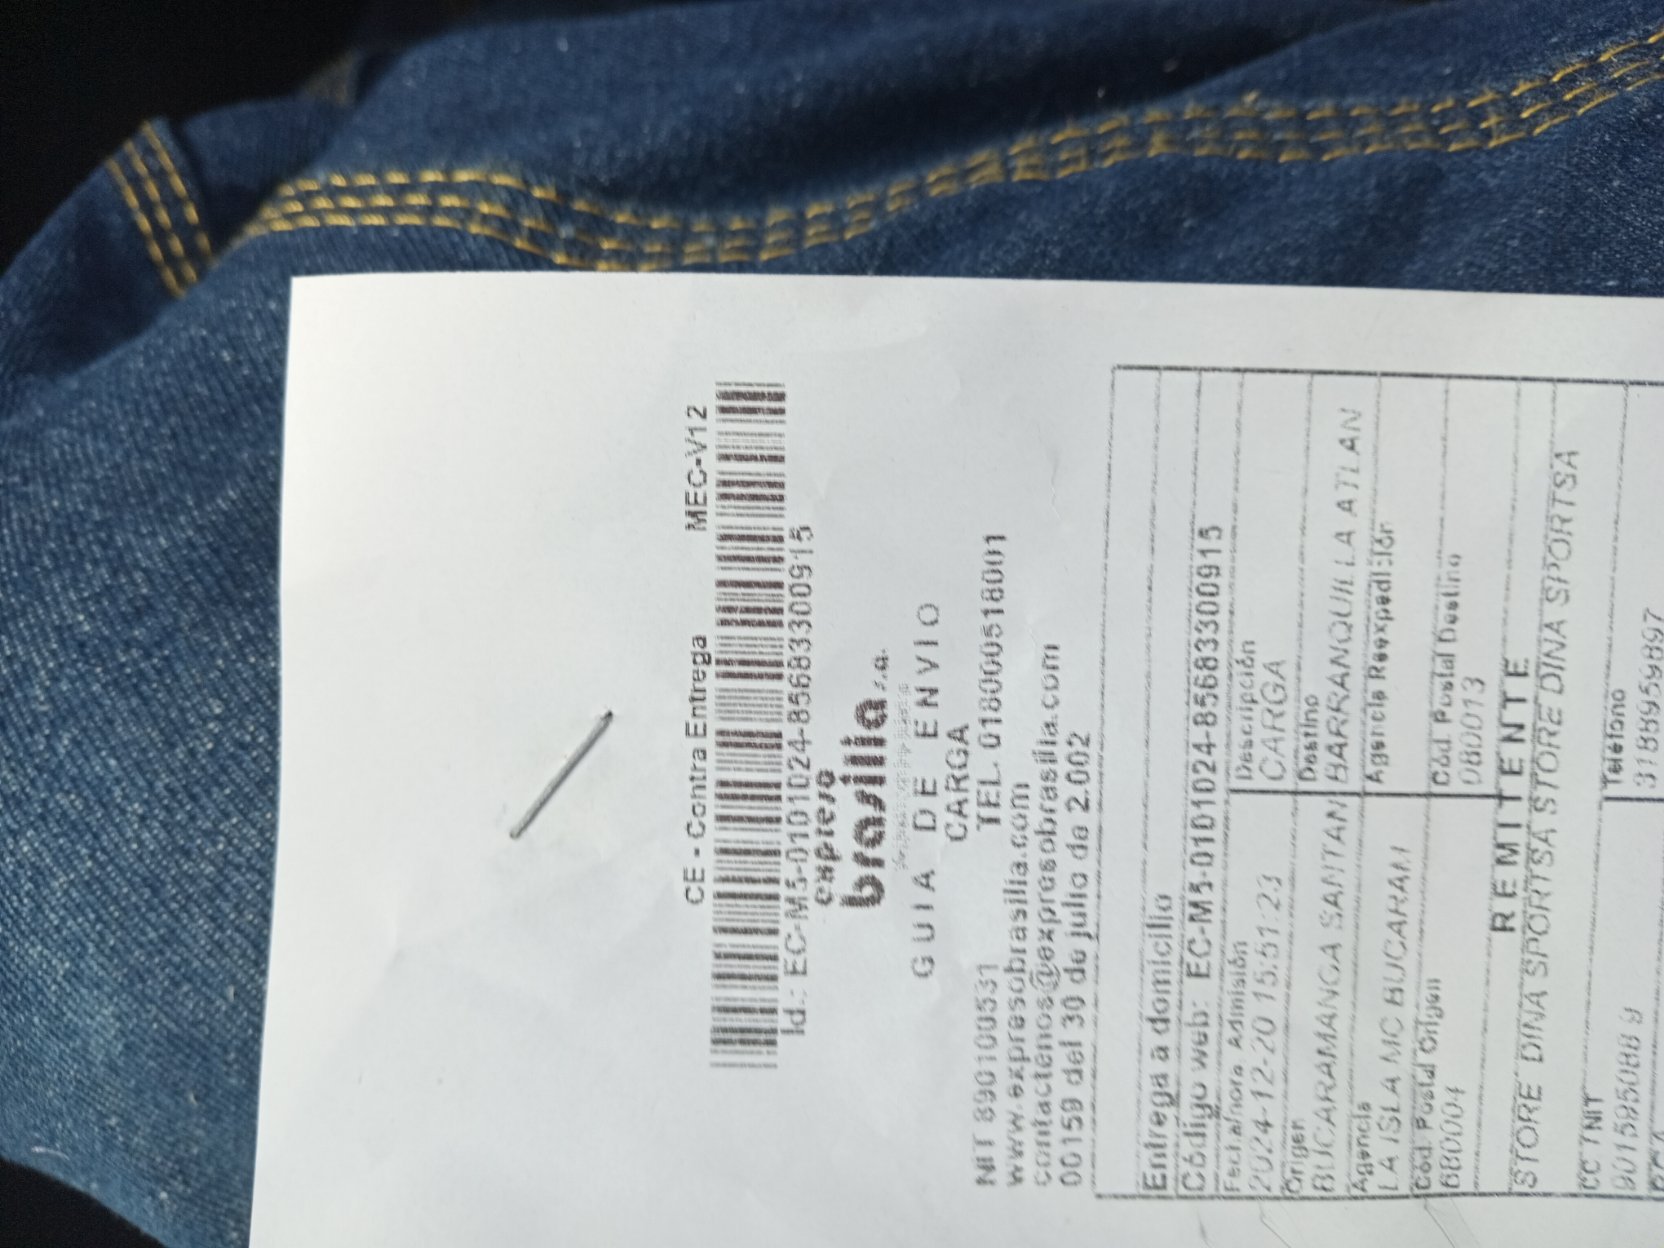 CE - Contra Entrega MEC-V12
Id.: EC-M5-0101024-85683300915
expreso
brasilia s.a.
GUIA DE ENVIO
CARGA
NIT 890100531 TEL. 018000518001
www.expresobrasilia.com
contactenos@expresobrasilia.com
00159 del 30 de julio de 2.002
Entrega a domicilio
Código web: EC-M5-0101024-85683300915
Fecha/hora. Admisión Descripción
2024-12-20 15:51:23 CARGA
Origen Destino
BUCARAMANGA SANTAN BARRANQUILLA ATLAN
Agencia Agencia Reexpedición
LA ISLA MC BUCARAM
Cód. Postal Origen Cód. Postal Destino
680004 080013
REMITENTE
STORE DINA SPORTSA STORE DINA SPORTSA
CC TNIT Teléfono
901595088 9 3188959897